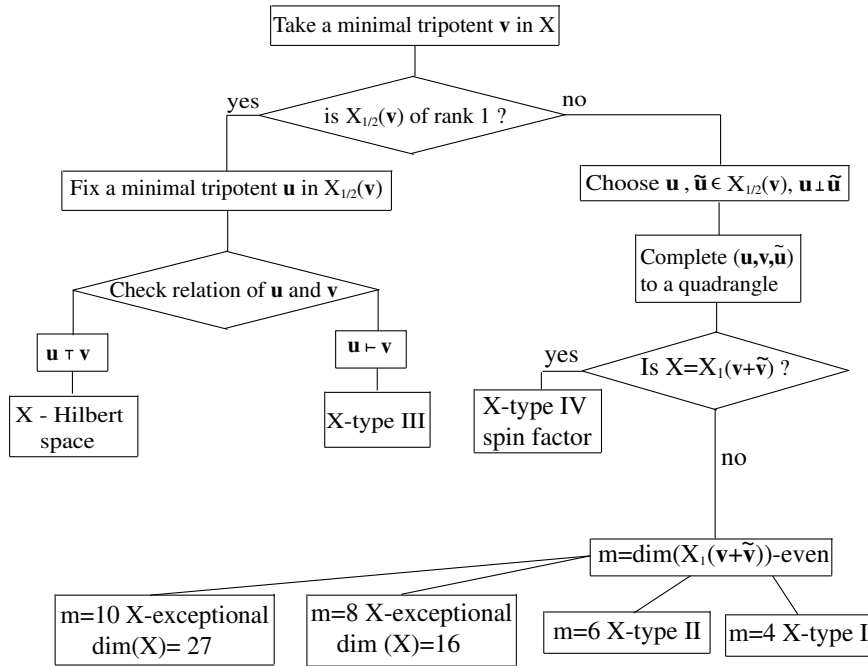 Take a minimal tripotent v in X
yes
no
is X₁/₂(v) of rank 1 ?
Fix a minimal tripotent u in X₁/₂(v)
Choose u , ũ ∈ X₁/₂(v), u ⊥ ũ
Complete (u,v,ũ)
to a quadrangle
Check relation of u and v
u ⊤ v
u ⊢ v
yes
Is X=X₁(v+ṽ) ?
X - Hilbert
space
X-type III
X-type IV
spin factor
no
m=dim(X₁(v+ṽ))-even
m=10 X-exceptional
dim(X)= 27
m=8 X-exceptional
dim (X)=16
m=6 X-type II
m=4 X-type I